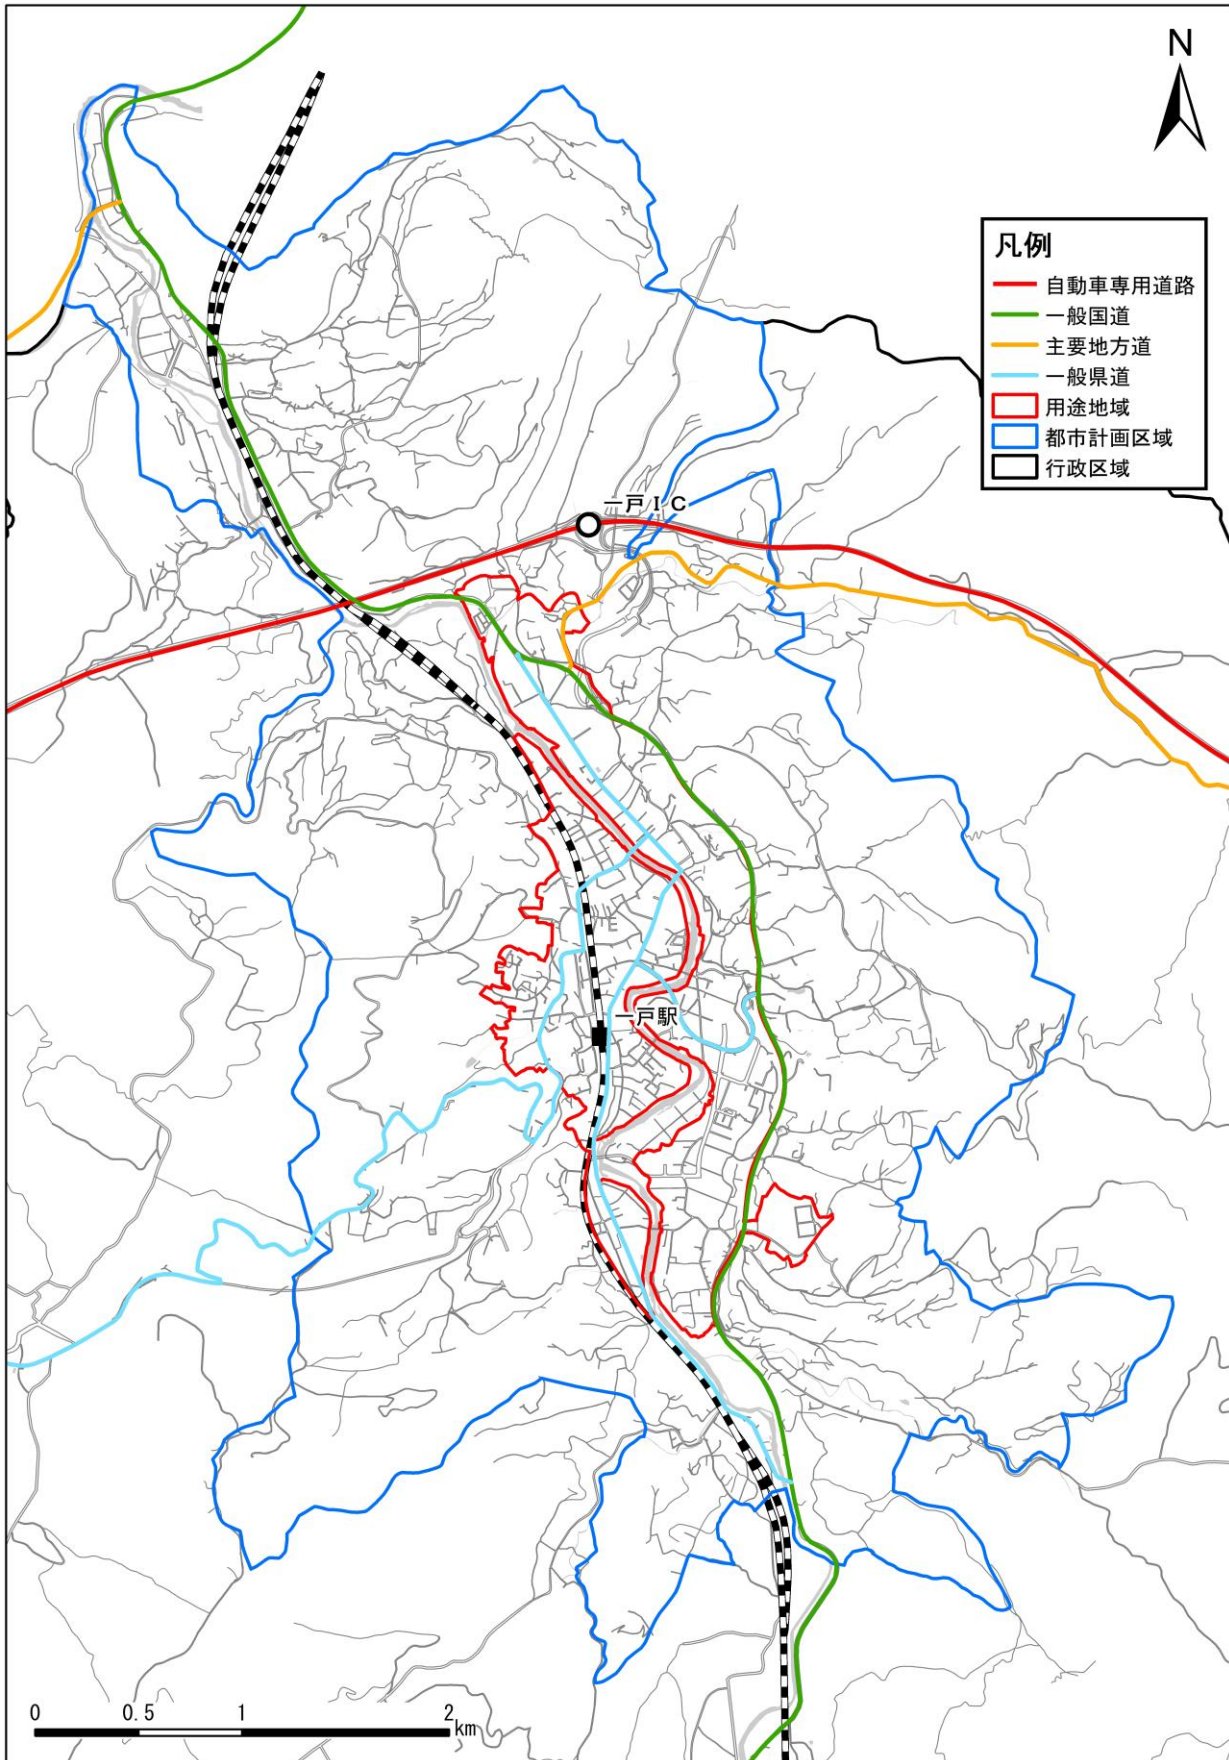 N
凡例
自動車専用道路
一般国道
主要地方道
一般県道
用途地域
都市計画区域
行政区域
一戸IC
一戸駅
0 0.5 1 2
km